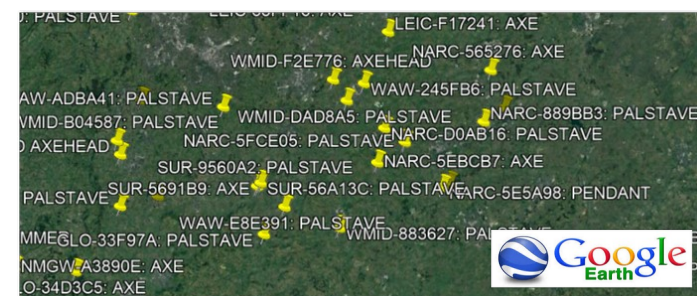 PALSTAVE
LEIC-F17241: AXE
NARC-565276: AXE
WMID-F2E776: AXEHEAD
WAW-245FB6: PALSTAVE
AW-ADBA41: PALSTAVE
NARC-889BB3: PALSTAVE
WMID-DAD8A5: PALSTAVE
WMID-B04587: PALSTAVE
NARC-D0AB16: PALSTAVE
NARC-5FCE05: PALSTAVE
AXEHEAD
NARC-5EBCB7: AXE
SUR-9560A2: PALSTAVE
SUR-5691B9: AXE
SUR-56A13C: PALSTAVE
NARC-5E5A98: PENDANT
PALSTAVE
WAW-E8E391: PALSTAVE
WMID-883627:
GLO-33F97A: PALSTAVE
NMGW-A3890E: AXE
LO-34D3C5: AXE
Google
Earth